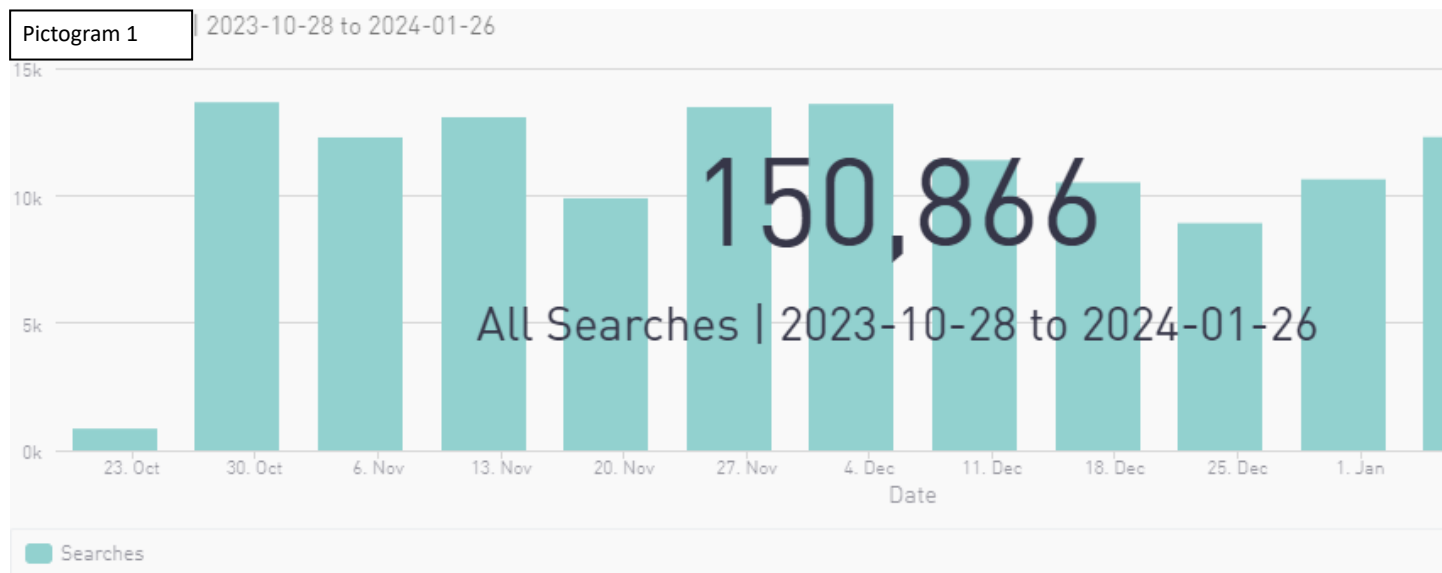 Pictogram 1 | 2023-10-28 to 2024-01-26
15k
10k
5k
0k
150,866
All Searches | 2023-10-28 to 2024-01-26
23. Oct 30. Oct 6. Nov 13. Nov 20. Nov 27. Nov 4. Dec 11. Dec 18. Dec 25. Dec 1. Jan
Date
Searches